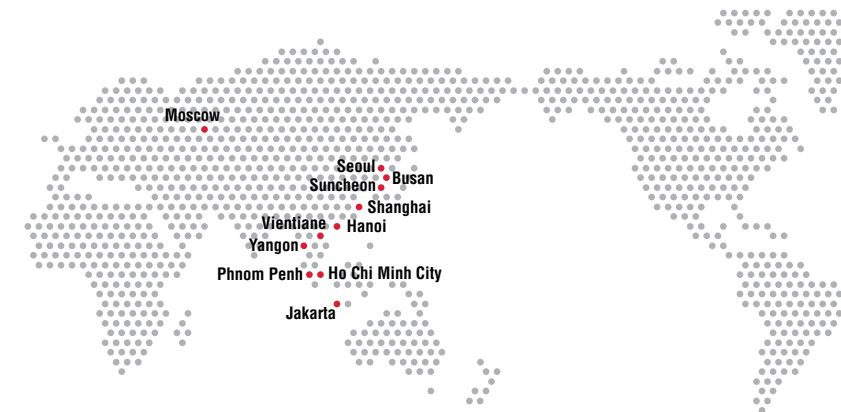 Moscow
Seoul
Busan
Suncheon
Shanghai
Vientiane
Hanoi
Yangon
Phnom Penh
Ho Chi Minh City
Jakarta